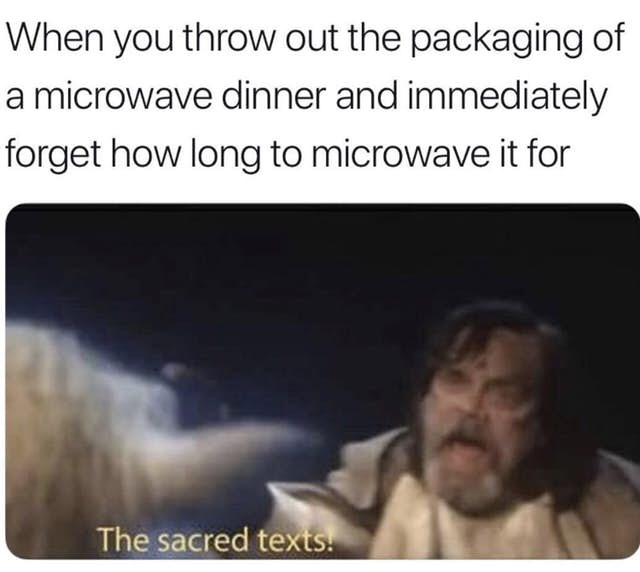 When you throw out the packaging of
a microwave dinner and immediately
forget how long to microwave it for
The sacred texts!